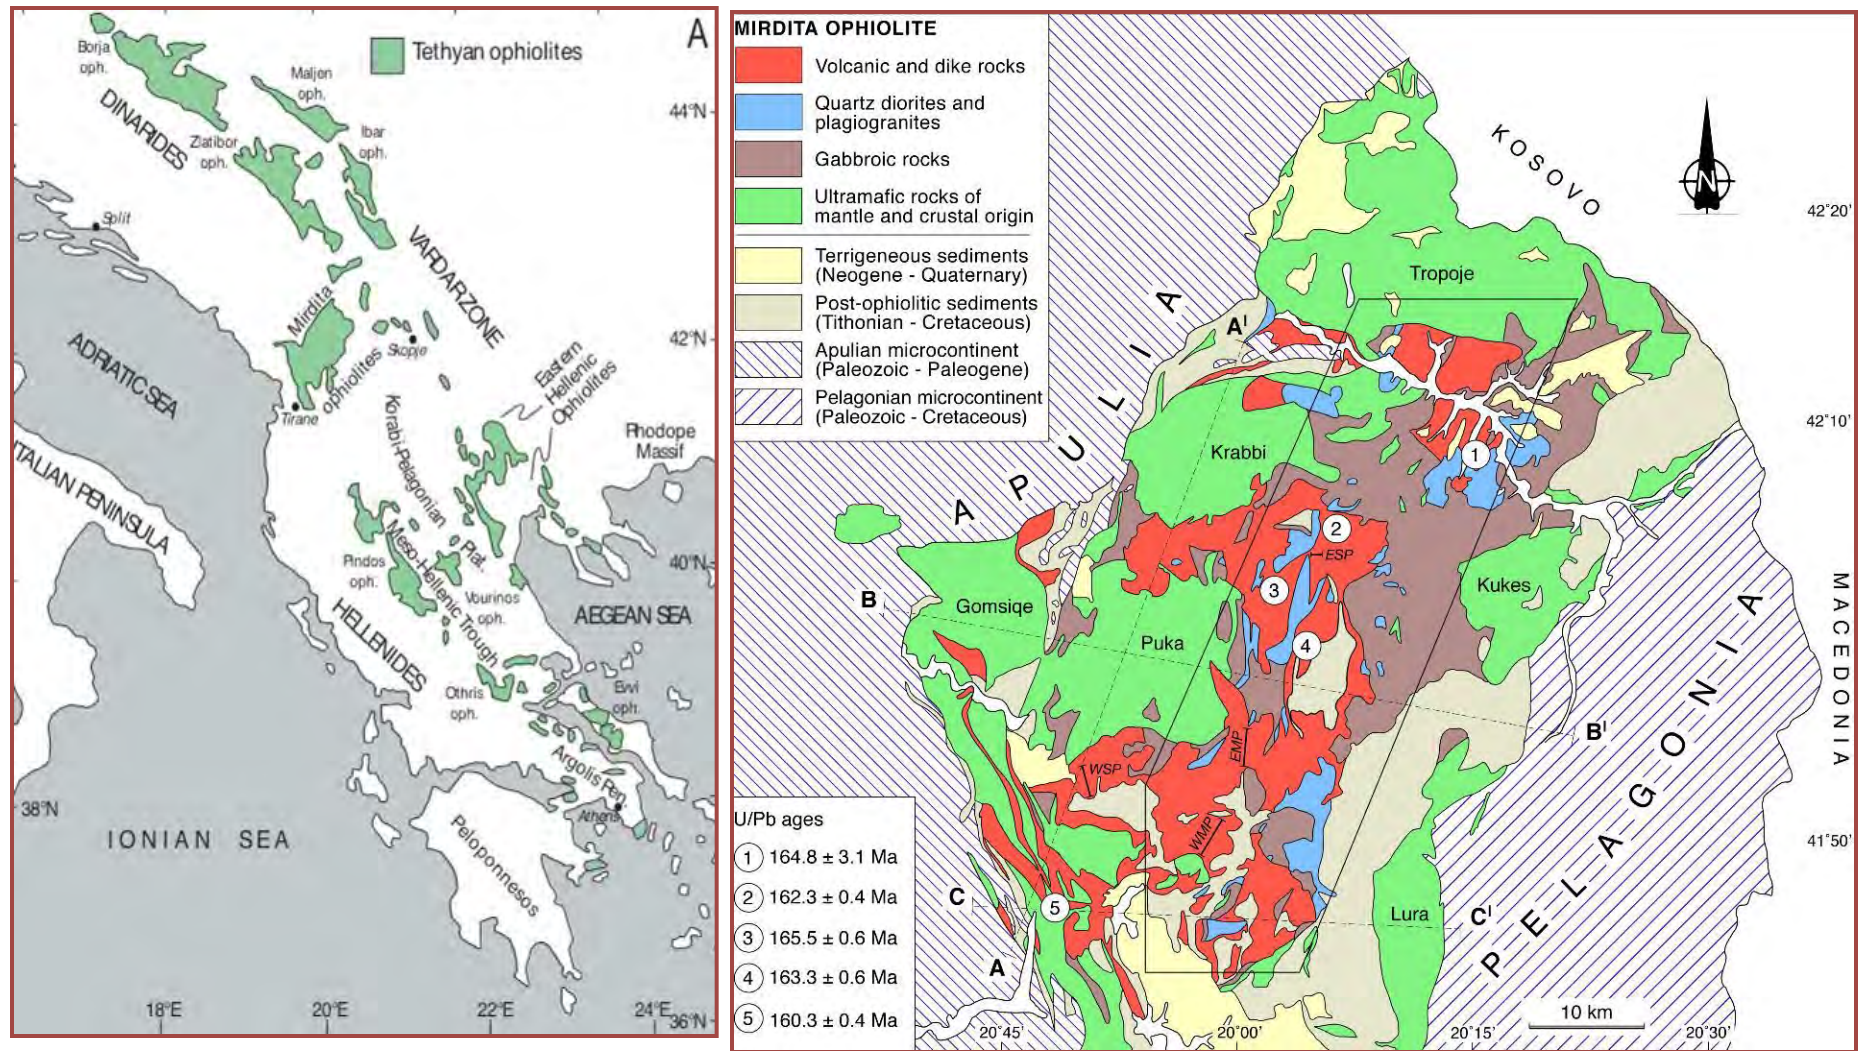 A
Tethyan ophiolites
Borja
oph.
Maljen
oph.
DINARIDES
44°N
Zlatibor
oph.
Ibar
oph.
Split
VARDAR ZONE
Mirdita
ophiolites
Skopje
42°N
ADRIATIC SEA
Tirane
Eastern
Hellenic
Ophiolites
Korabi-Pelagonian
Plat.
Rhodope
Massif
ITALIAN PENINSULA
Pindos
oph.
Meso-Hellenic Trough
Vourinos
oph.
40°N
AEGEAN SEA
HELLENIDES
Othris
oph.
Evvi
oph.
Argolis Pen.
38°N
Athens
IONIAN SEA
Peloponnesos
18°E
20°E
22°E
24°E
36°N
MIRDITA OPHIOLITE
Volcanic and dike rocks
Quartz diorites and
plagiogranites
Gabbroic rocks
Ultramafic rocks of
mantle and crustal origin
Terrigeneous sediments
(Neogene - Quaternary)
Post-ophiolitic sediments
(Tithonian - Cretaceous)
Apulian microcontinent
(Paleozoic - Paleogene)
Pelagonian microcontinent
(Paleozoic - Cretaceous)
KOSOVO
N
42°20'
Tropoje
APULIA
A'
42°10'
Krabbi
1
2
ESP
3
Kukes
B
Gomsiqe
Puka
4
MACEDONIA
PELAGONIA
B'
EMP
WSP
WMP
41°50'
C
5
Lura
C'
A
U/Pb ages
1 164.8 ± 3.1 Ma
2 162.3 ± 0.4 Ma
3 165.5 ± 0.6 Ma
4 163.3 ± 0.6 Ma
5 160.3 ± 0.4 Ma
10 km
20°45'
20°00'
20°15'
20°30'